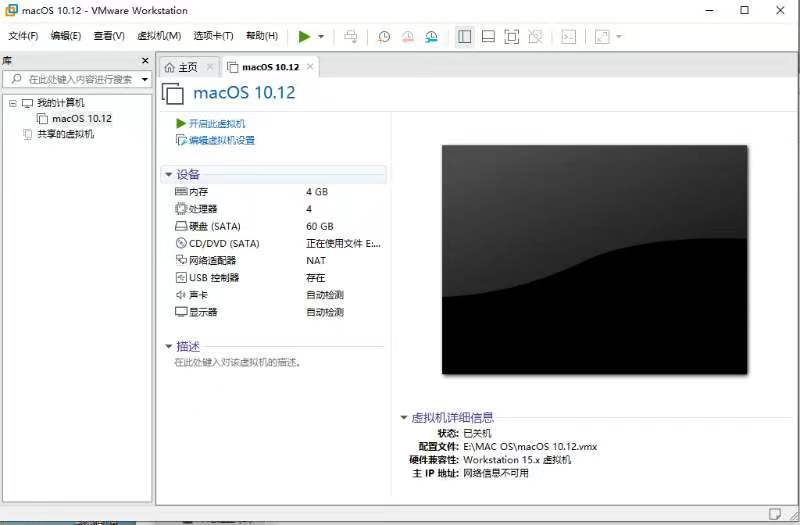 macOS 10.12 - VMware Workstation
文件(F) 编辑(E) 查看(V) 虚拟机(M) 选项卡(T) 帮助(H)
库
在此处键入内容进行搜索
我的计算机
macOS 10.12
共享的虚拟机
主页 macOS 10.12
macOS 10.12
开启此虚拟机
编辑虚拟机设置
设备
内存 4 GB
处理器 4
硬盘 (SATA) 60 GB
CD/DVD (SATA) 正在使用文件 E:...
网络适配器 NAT
USB 控制器 存在
声卡 自动检测
显示器 自动检测
描述
在此处键入对该虚拟机的描述。
虚拟机详细信息
状态: 已关机
配置文件: E:\MAC OS\macOS 10.12.vmx
硬件兼容性: Workstation 15.x 虚拟机
主 IP 地址: 网络信息不可用